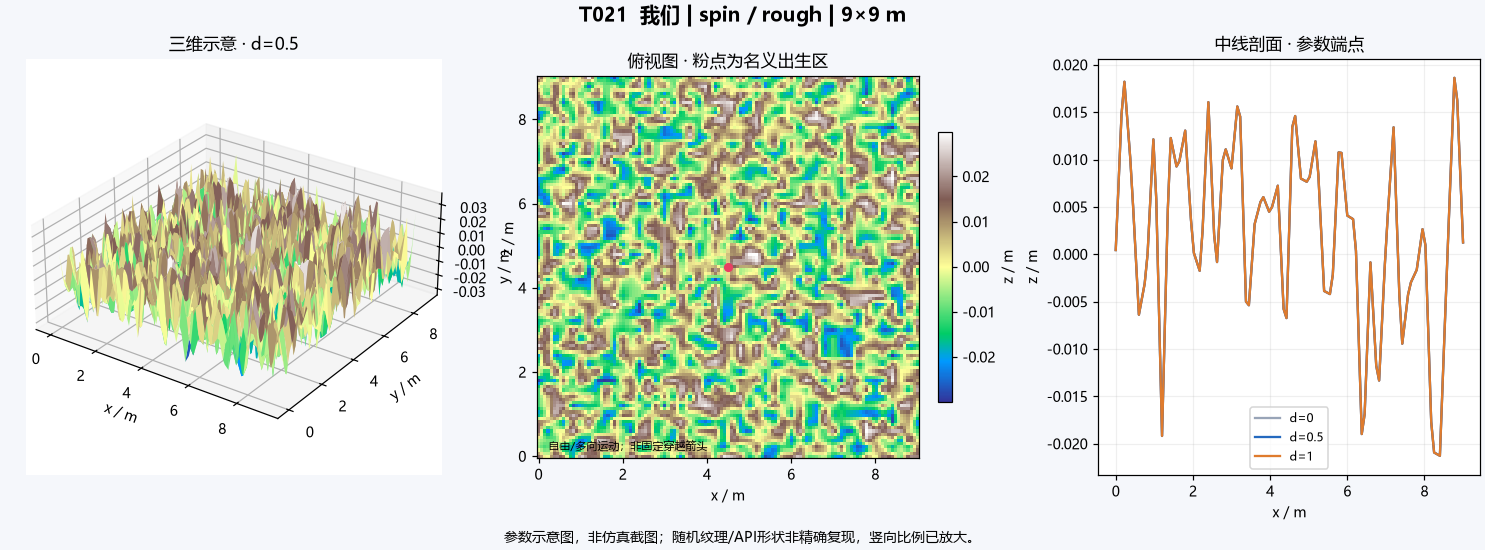 T021 我们 | spin / rough | 9×9 m
三维示意 · d=0.5
0.03
0.02
0.01
0.00
-0.01
-0.02
-0.03
z / m
0
2
4
6
8
x / m
0
2
4
6
8
y / m
俯视图 · 粉点为名义出生区
8
6
4
2
0
y / m
自由/多向运动；非固定穿越箭头
0
2
4
6
8
x / m
0.02
0.01
0.00
-0.01
-0.02
z / m
中线剖面 · 参数端点
0.020
0.015
0.010
0.005
0.000
-0.005
-0.010
-0.015
-0.020
z / m
d=0
d=0.5
d=1
0
2
4
6
8
x / m
参数示意图，非仿真截图；随机纹理/API形状非精确复现，竖向比例已放大。